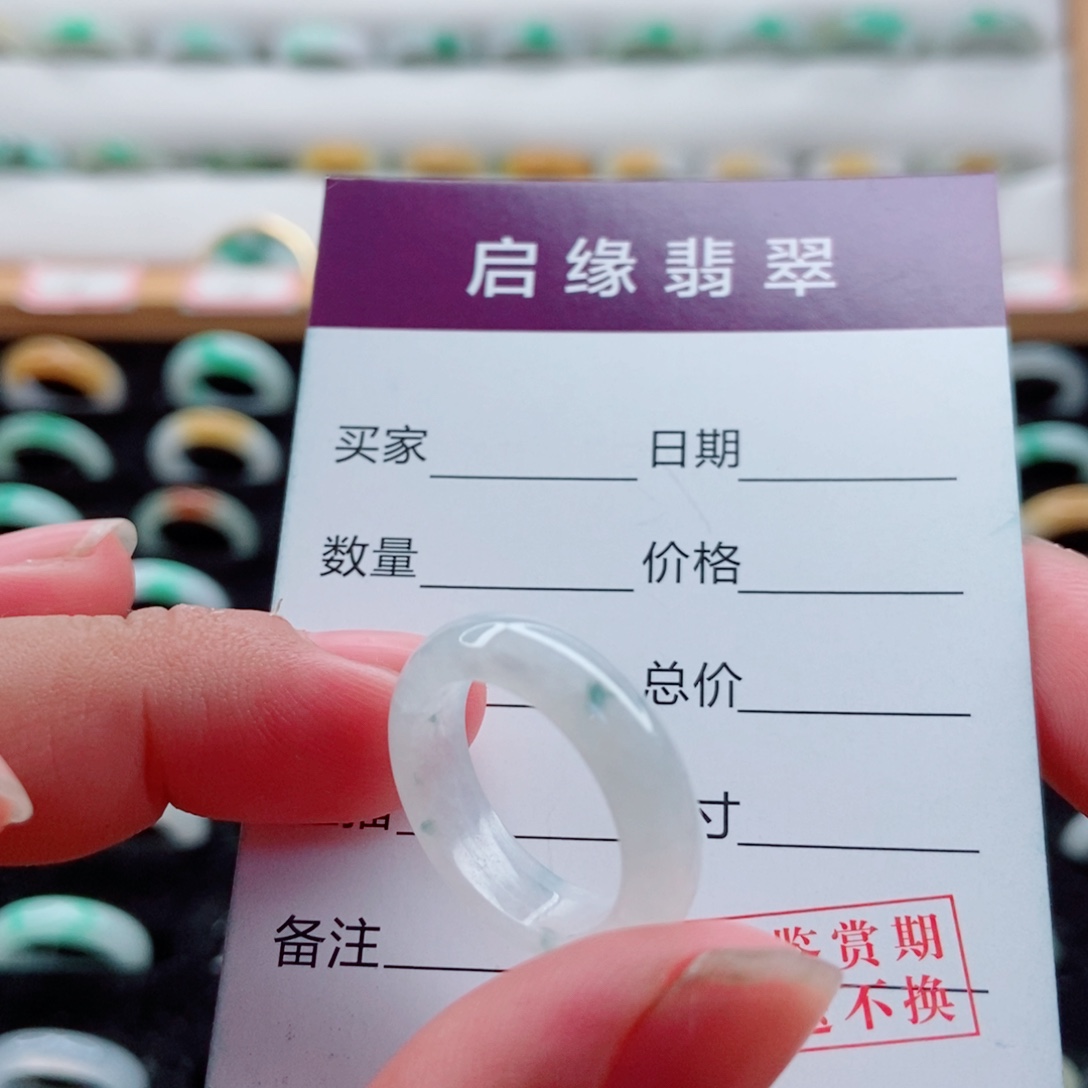 启缘翡翠
买家 日期
数量 价格
总价
寸
备注
鉴赏期
不换